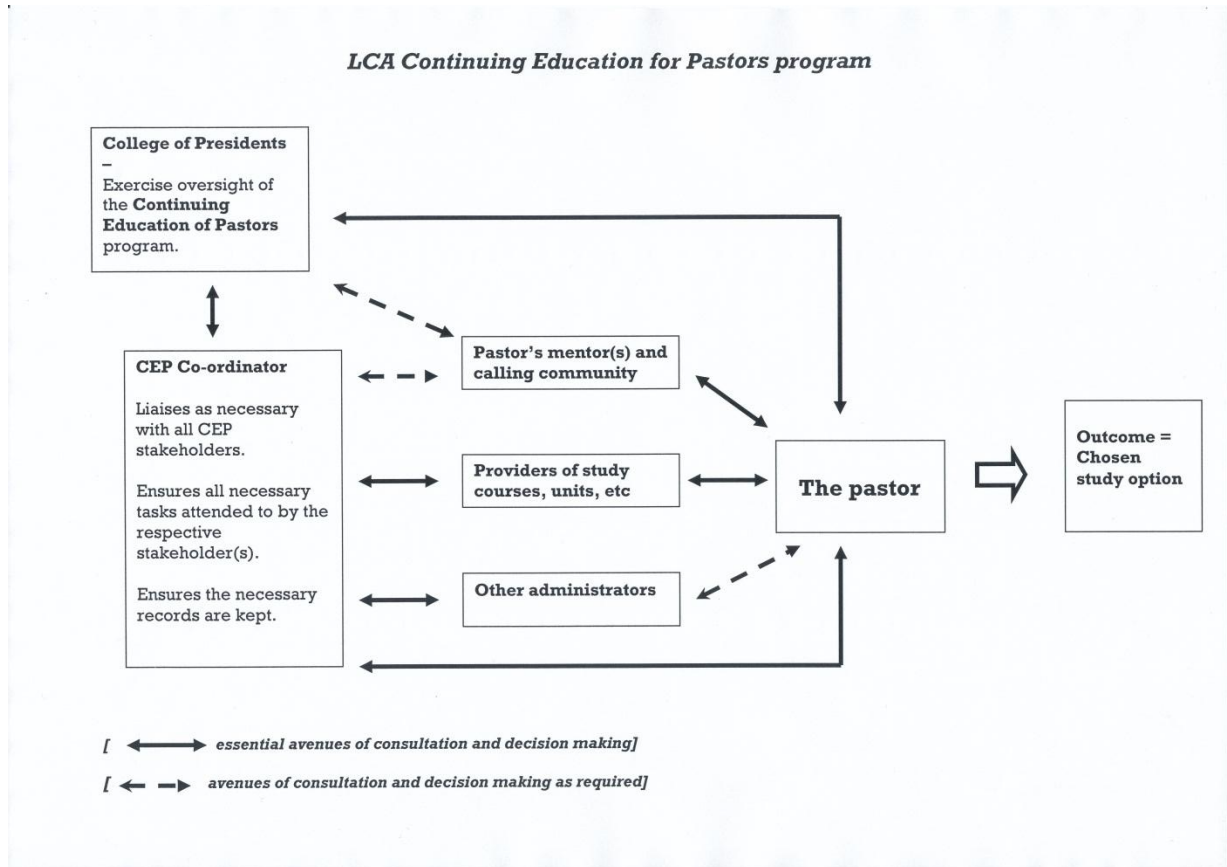 LCA Continuing Education for Pastors program
College of Presidents
–
Exercise oversight of
the Continuing
Education of Pastors
program.
CEP Co-ordinator
Liaises as necessary
with all CEP
stakeholders.
Ensures all necessary
tasks attended to by the
respective
stakeholder(s).
Ensures the necessary
records are kept.
Pastor's mentor(s) and
calling community
Providers of study
courses, units, etc
Other administrators
The pastor
Outcome =
Chosen
study option
[ essential avenues of consultation and decision making]
[ avenues of consultation and decision making as required]